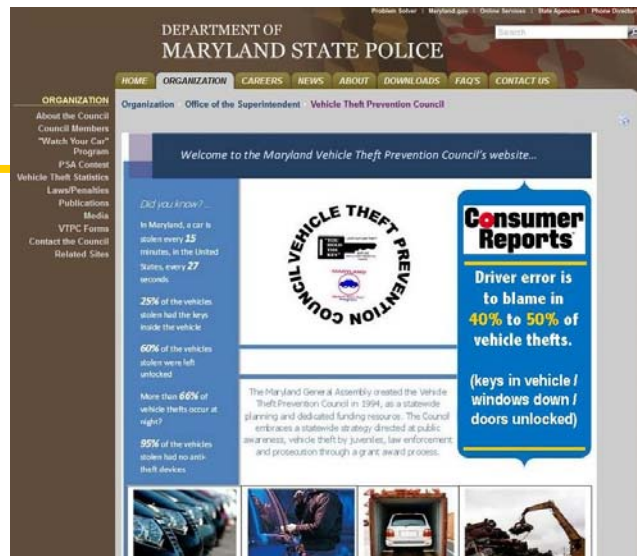 Problem Solver | Maryland.gov | Online Services | State Agencies | Phone Directory
DEPARTMENT OF
MARYLAND STATE POLICE
Search
HOME ORGANIZATION CAREERS NEWS ABOUT DOWNLOADS FAQ'S CONTACT US
ORGANIZATION
About the Council
Council Members
"Watch Your Car"
Program
PSA Contest
Vehicle Theft Statistics
Laws/Penalties
Publications
Media
VTPC Forms
Contact the Council
Related Sites
Organization Office of the Superintendent Vehicle Theft Prevention Council
Welcome to the Maryland Vehicle Theft Prevention Council's website...
Did you know?...
In Maryland, a car is
stolen every 15
minutes, in the United
States, every 27
seconds
25% of the vehicles
stolen had the keys
inside the vehicle
60% of the vehicles
stolen were left
unlocked
More than 66% of
vehicle thefts occur at
night?
95% of the vehicles
stolen had no anti-
theft devices
VEHICLE THEFT PREVENTION COUNCIL
The Maryland General Assembly created the Vehicle
Theft Prevention Council in 1994, as a statewide
planning and dedicated funding resource. The Council
embraces a statewide strategy directed at public
awareness, vehicle theft by juveniles, law enforcement
and prosecution through a grant award process.
Consumer
Reports
Driver error is
to blame in
40% to 50% of
vehicle thefts.
(keys in vehicle /
windows down /
doors unlocked)